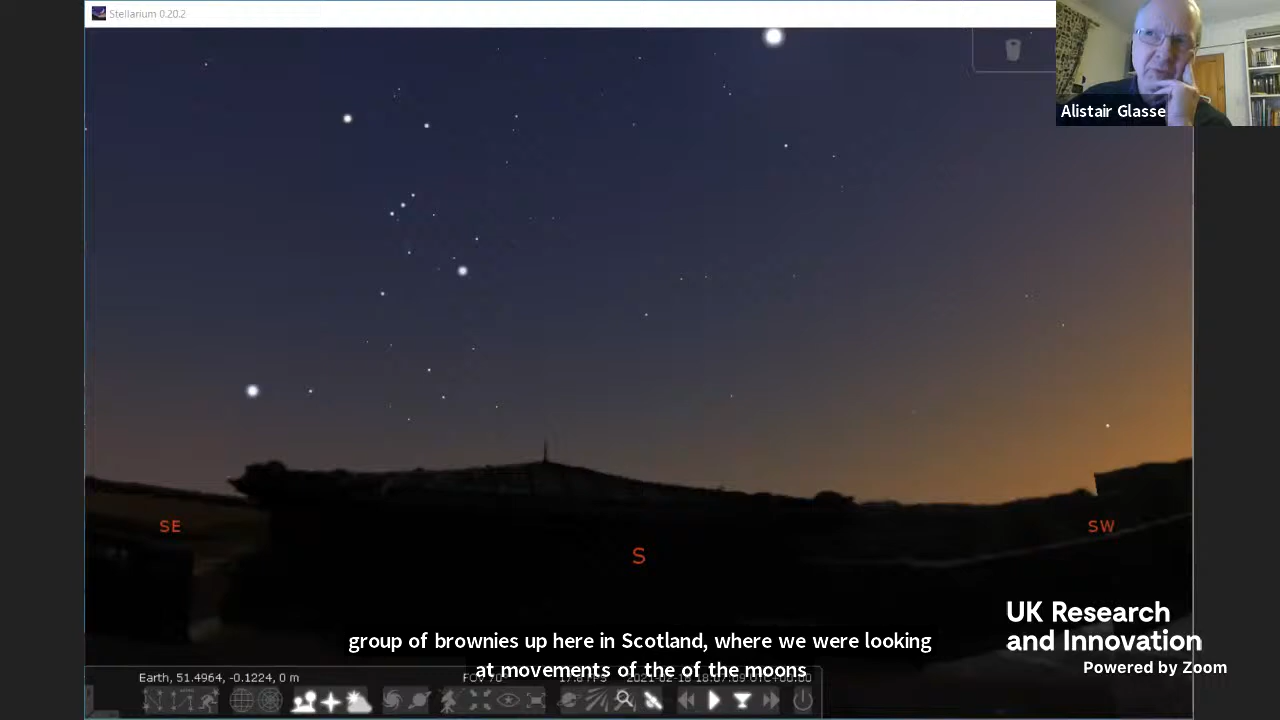 Stellarium 0.20.2
Alistair Glasse
SE
SW
S
UK Research
and Innovation
Powered by Zoom
group of brownies up here in Scotland, where we were looking
at movements of the of the moons
Earth, 51.4964, -0.1224, 0 m